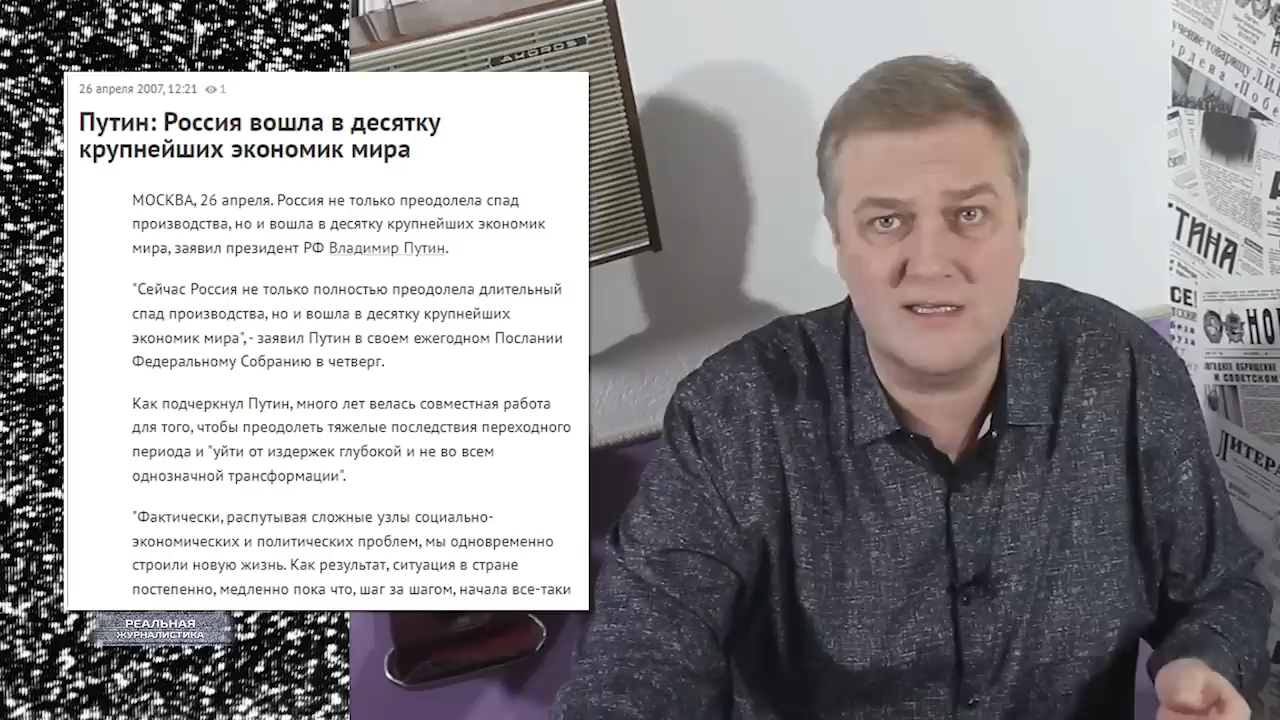 26 апреля 2007, 12:21 1
Путин: Россия вошла в десятку
крупнейших экономик мира
МОСКВА, 26 апреля. Россия не только преодолела спад
производства, но и вошла в десятку крупнейших экономик
мира, заявил президент РФ Владимир Путин.
"Сейчас Россия не только полностью преодолела длительный
спад производства, но и вошла в десятку крупнейших
экономик мира", - заявил Путин в своем ежегодном Послании
Федеральному Собранию в четверг.
Как подчеркнул Путин, много лет велась совместная работа
для того, чтобы преодолеть тяжелые последствия переходного
периода и "уйти от издержек глубокой и не во всем
однозначной трансформации".
"Фактически, распутывая сложные узлы социально-
экономических и политических проблем, мы одновременно
строили новую жизнь. Как результат, ситуация в стране
постепенно, медленно пока что, шаг за шагом, начала все-таки
РЕАЛЬНАЯ
ЖУРНАЛИСТИКА
ТИНА
И СОВЕТСКОМ
ЛИТЕР